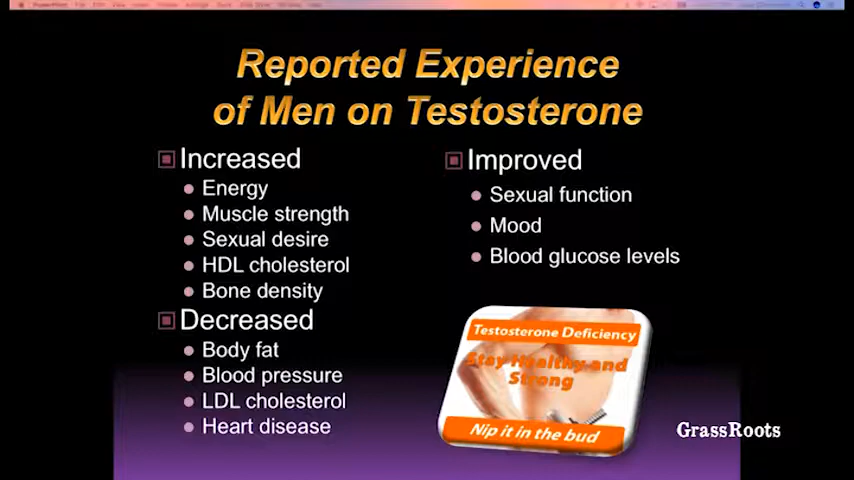 Reported Experience
of Men on Testosterone
Increased
Energy
Muscle strength
Sexual desire
HDL cholesterol
Bone density
Decreased
Body fat
Blood pressure
LDL cholesterol
Heart disease
Improved
Sexual function
Mood
Blood glucose levels
Testosterone Deficiency
Stay Healthy and
Strong
Nip it in the bud
GrassRoots